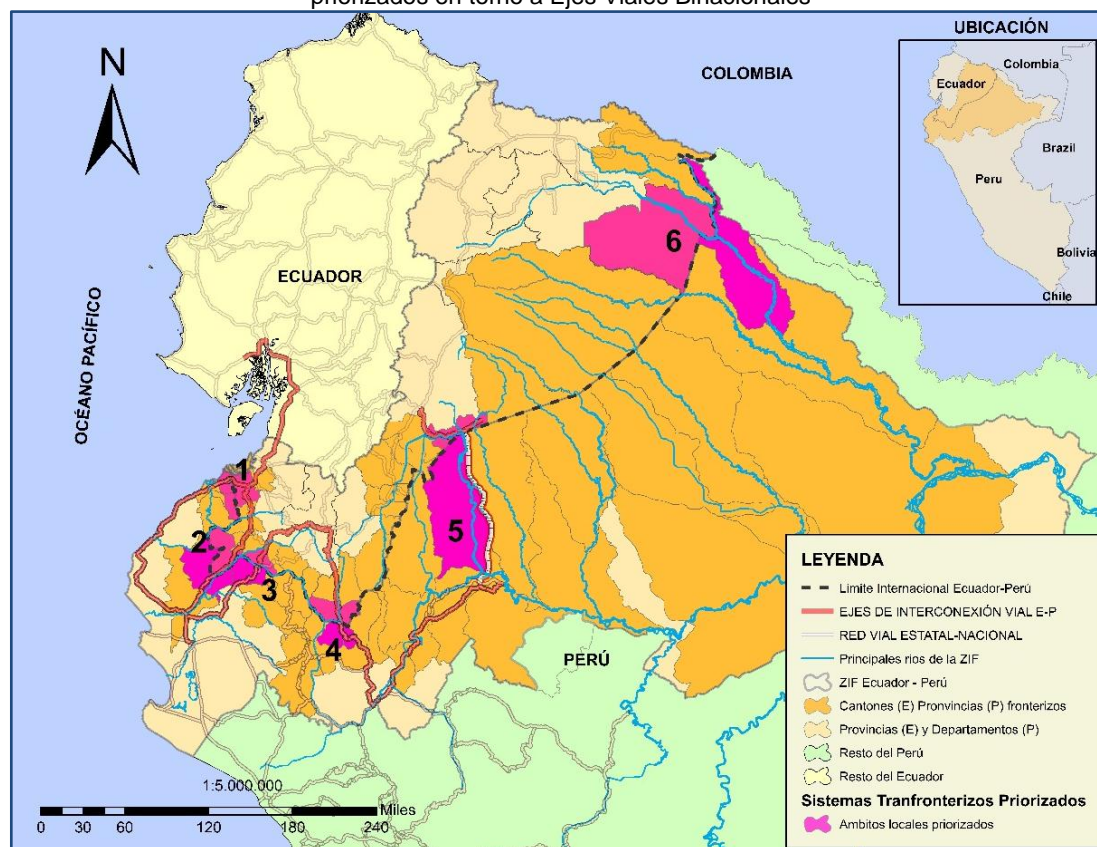 priorizados en torno a Ejes Viales Binacionales
UBICACIÓN
Colombia
Ecuador
Brazil
Peru
Bolivia
Chile
N
COLOMBIA
ECUADOR
OCÉANO PACÍFICO
6
1
2
3
5
4
PERÚ
1:5.000.000
Miles
0 30 60 120 180 240
LEYENDA
Limite Internacional Ecuador-Perú
EJES DE INTERCONEXIÓN VIAL E-P
RED VIAL ESTATAL-NACIONAL
Principales rios de la ZIF
ZIF Ecuador - Perú
Cantones (E) Pronvincias (P) fronterizos
Provincias (E) y Departamentos (P)
Resto del Perú
Resto del Ecuador
Sistemas Tranfronterizos Priorizados
Ambitos locales priorizados